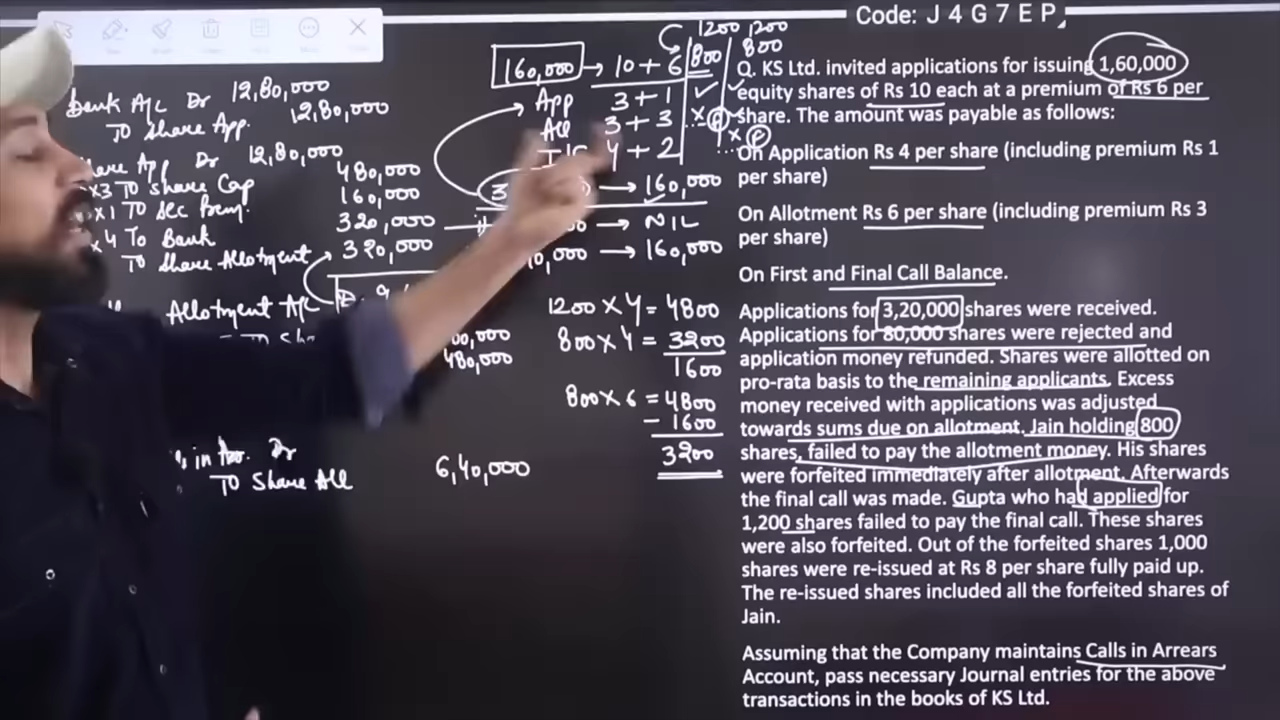 Code: J 4 G 7 E P
Q. KS Ltd. invited applications for issuing 1,60,000
equity shares of Rs 10 each at a premium of Rs 6 per
share. The amount was payable as follows:
On Application Rs 4 per share (including premium Rs 1
per share)
On Allotment Rs 6 per share (including premium Rs 3
per share)
On First and Final Call Balance.
Applications for 3,20,000 shares were received.
Applications for 80,000 shares were rejected and
application money refunded. Shares were allotted on
pro-rata basis to the remaining applicants. Excess
money received with applications was adjusted
towards sums due on allotment. Jain holding 800
shares, failed to pay the allotment money. His shares
were forfeited immediately after allotment. Afterwards
the final call was made. Gupta who had applied for
1,200 shares failed to pay the final call. These shares
were also forfeited. Out of the forfeited shares 1,000
shares were re-issued at Rs 8 per share fully paid up.
The re-issued shares included all the forfeited shares of
Jain.
Assuming that the Company maintains Calls in Arrears
Account, pass necessary Journal entries for the above
transactions in the books of KS Ltd.
Bank A/c Dr 12,80,000
TO Share App. 12,80,000
App Dr 12,80,000
x3 TO Share Cap 480,000
x1 TO Sec Prem. 160,000
x4 To Bank 320,000
To Share Allotment 320,000
Allotment A/c
480,000
Dr
TO Share All 6,40,000
1200 1200
160,000 → 10 + 6 800 800
App 3 + 1 ✓
All 3 + 3 x F
4 + 2 x F
→ 160,000
→ NIL
→ 160,000
1200 x 4 = 4800
800 x 4 = 3200
1600
800 x 6 = 4800
- 1600
3200